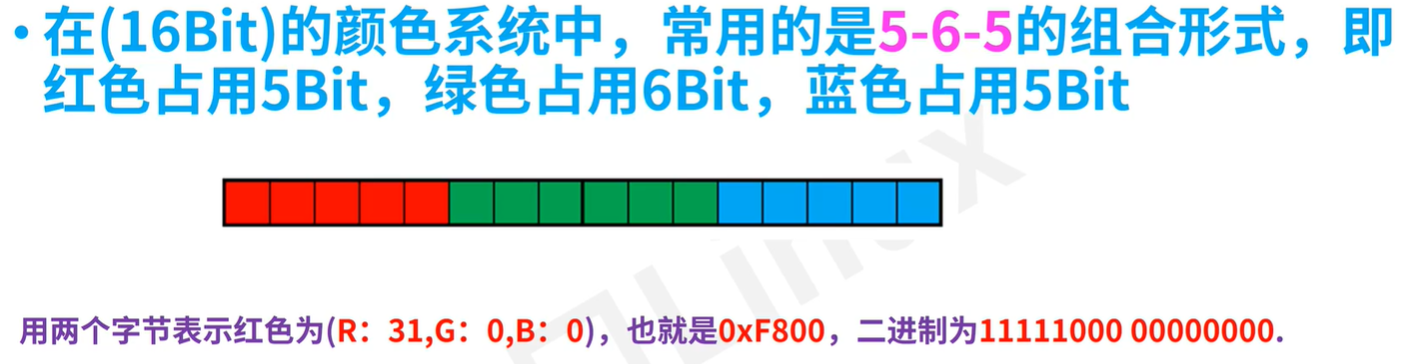 • 在(16Bit)的颜色系统中，常用的是5-6-5的组合形式，即
红色占用5Bit，绿色占用6Bit，蓝色占用5Bit
用两个字节表示红色为(R：31,G：0,B：0)，也就是0xF800，二进制为11111000 00000000.